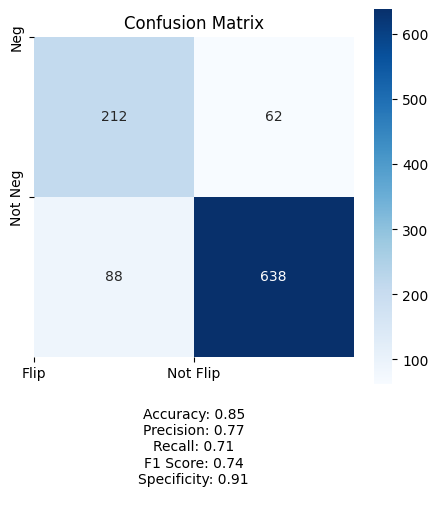 Confusion Matrix
Neg
212
62
Not Neg
88
638
Flip
Not Flip
600
500
400
300
200
100
Accuracy: 0.85
Precision: 0.77
Recall: 0.71
F1 Score: 0.74
Specificity: 0.91